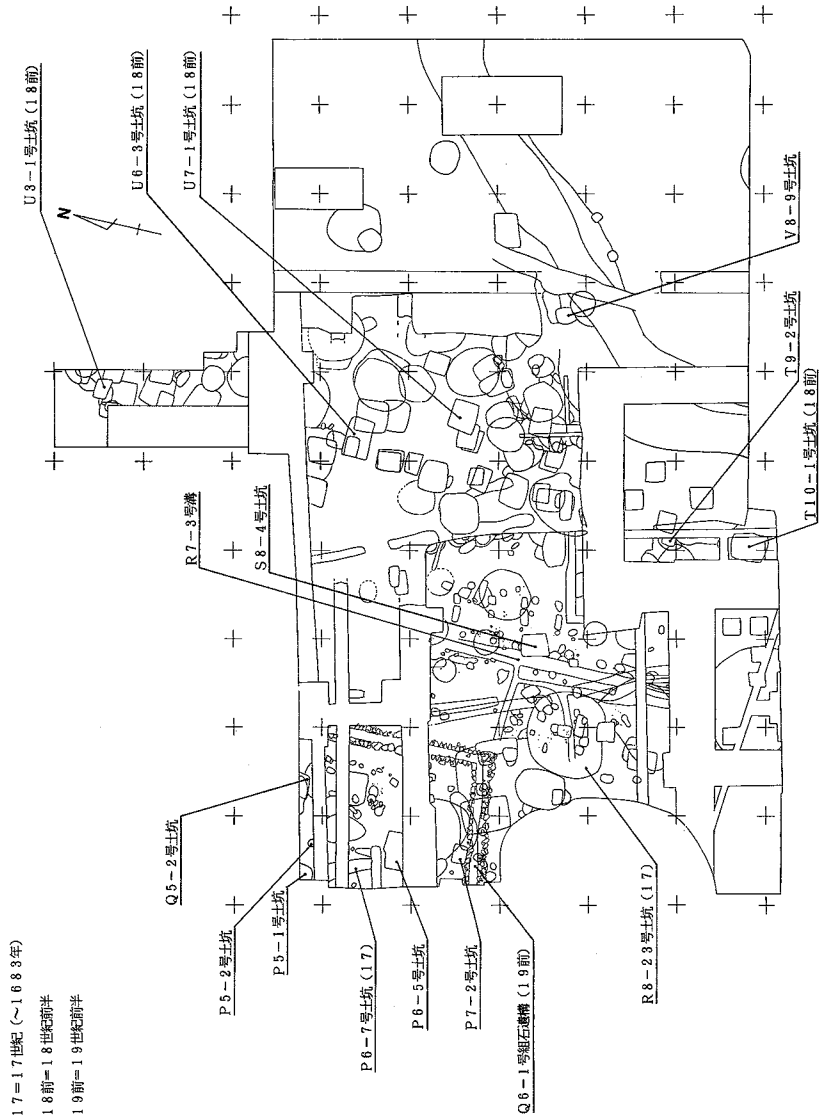 17=17世紀（～1683年）
18前=18世紀前半
19前=19世紀前半
U3-1号土坑（18前）
U6-3号土坑（18前）
U7-1号土坑（18前）
N
R7-3号溝
S8-4号土坑
Q5-2号土坑
P5-2号土坑
P5-1号土坑
P6-7号土坑（17）
P6-5号土坑
P7-2号土坑
Q6-1号組石遺構（19前）
R8-23号土坑（17）
V8-9号土坑
T9-2号土坑
T10-1号土坑（18前）